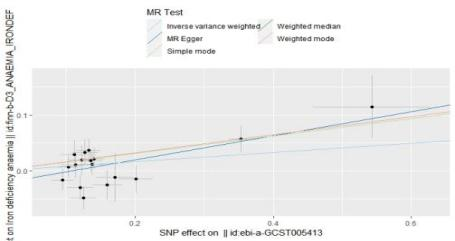 MR Test
Inverse variance weighted
Weighted median
MR Egger
Weighted mode
Simple mode
t on Iron deficiency anaemia || id:finn-b-D3_ANAEMIA_IRONDEF
0.1
0.0
0.2
0.4
0.6
SNP effect on || id:ebi-a-GCST005413